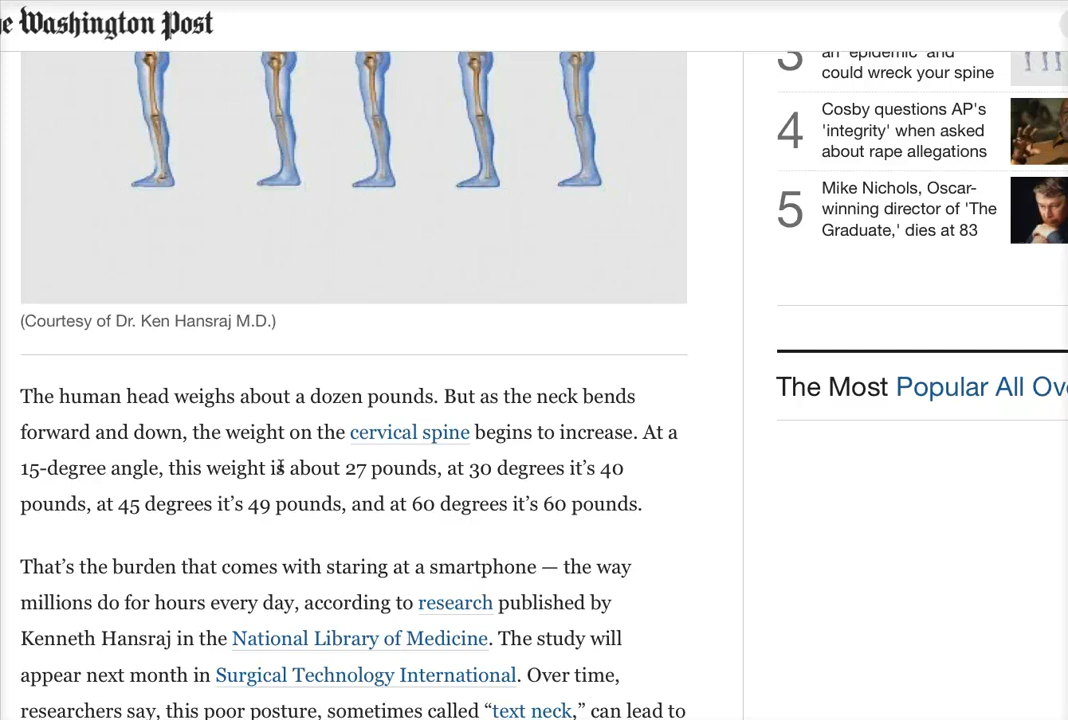 e Washington Post
3 an 'epidemic' and
could wreck your spine
4 Cosby questions AP's
'integrity' when asked
about rape allegations
5 Mike Nichols, Oscar-
winning director of 'The
Graduate,' dies at 83
(Courtesy of Dr. Ken Hansraj M.D.)
The Most Popular All Ov
The human head weighs about a dozen pounds. But as the neck bends
forward and down, the weight on the cervical spine begins to increase. At a
15-degree angle, this weight is about 27 pounds, at 30 degrees it's 40
pounds, at 45 degrees it's 49 pounds, and at 60 degrees it's 60 pounds.
That's the burden that comes with staring at a smartphone — the way
millions do for hours every day, according to research published by
Kenneth Hansraj in the National Library of Medicine. The study will
appear next month in Surgical Technology International. Over time,
researchers say, this poor posture, sometimes called “text neck,” can lead to